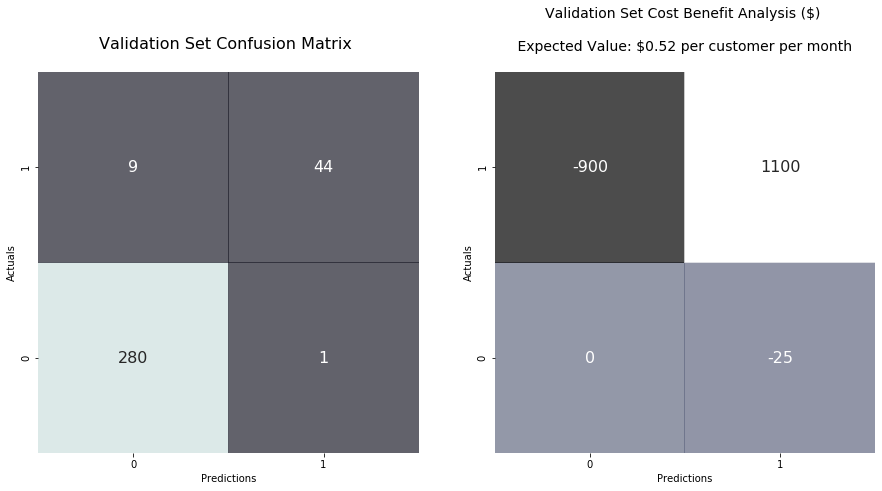 Validation Set Confusion Matrix
Actuals
1
9
44
0
280
1
0
1
Predictions
Validation Set Cost Benefit Analysis ($)
Expected Value: $0.52 per customer per month
Actuals
1
-900
1100
0
0
-25
0
1
Predictions